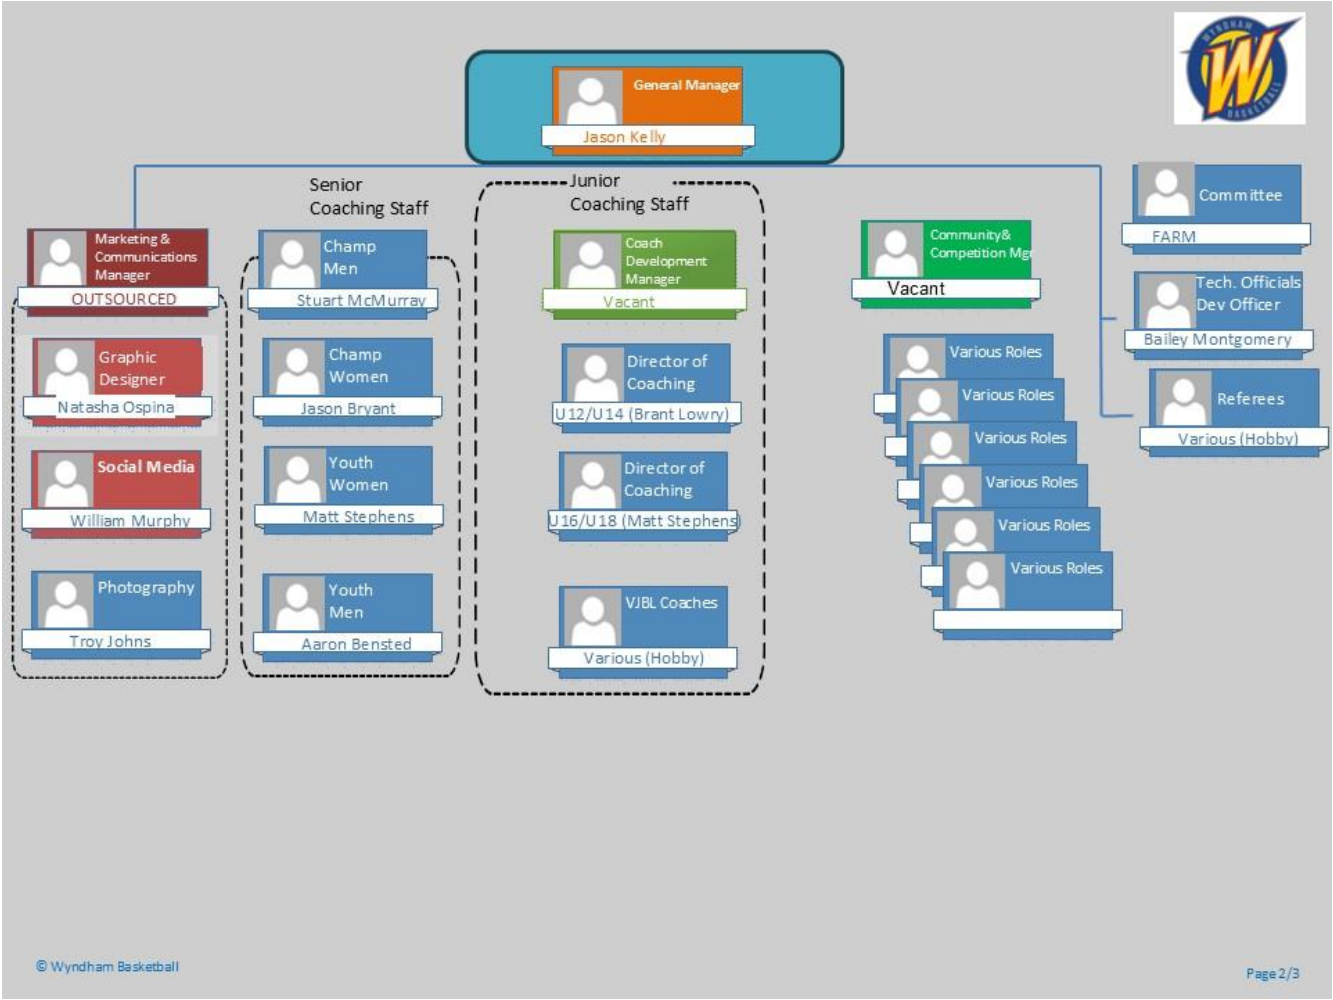 WYNDHAM
W
BASKETBALL
General Manager
Jason Kelly
Senior
Coaching Staff
Junior
Coaching Staff
Marketing &
Communications
Manager
OUTSOURCED
Graphic
Designer
Natasha Ospina
Social Media
William Murphy
Photography
Troy Johns
Champ
Men
Stuart McMurray
Champ
Women
Jason Bryant
Youth
Women
Matt Stephens
Youth
Men
Aaron Bensted
Coach
Development
Manager
Vacant
Director of
Coaching
U12/U14 (Brant Lowry)
Director of
Coaching
U16/U18 (Matt Stephens)
VJBL Coaches
Various (Hobby)
Community&
Competition Mgr
Vacant
Various Roles
Various Roles
Various Roles
Various Roles
Various Roles
Various Roles
Committee
FARM
Tech. Officials
Dev Officer
Bailey Montgomery
Referees
Various (Hobby)
© Wyndham Basketball
Page 2/3